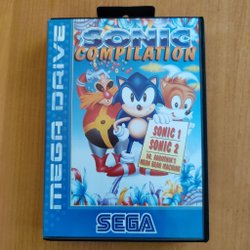 SONIC
COMPILATION
MEGA DRIVE
SONIC 1
SONIC 2
DR. ROBOTNIK'S
MEAN BEAN MACHINE
SEGA